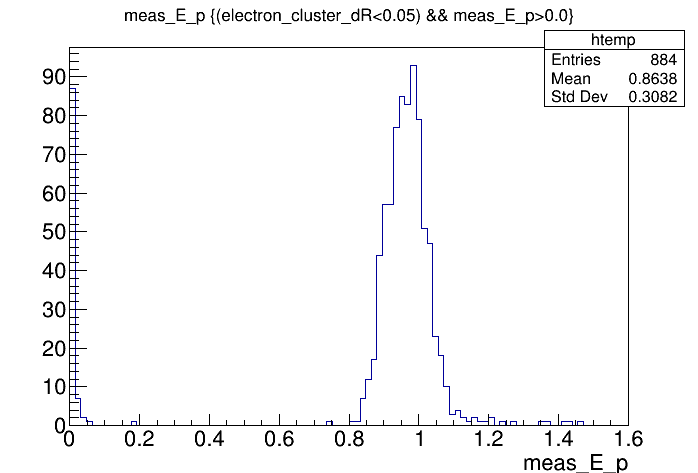 meas_E_p {(electron_cluster_dR<0.05) && meas_E_p>0.0}
htemp
Entries 884
Mean 0.8638
Std Dev 0.3082
90
80
70
60
50
40
30
20
10
0
0 0.2 0.4 0.6 0.8 1 1.2 1.4 1.6
meas_E_p